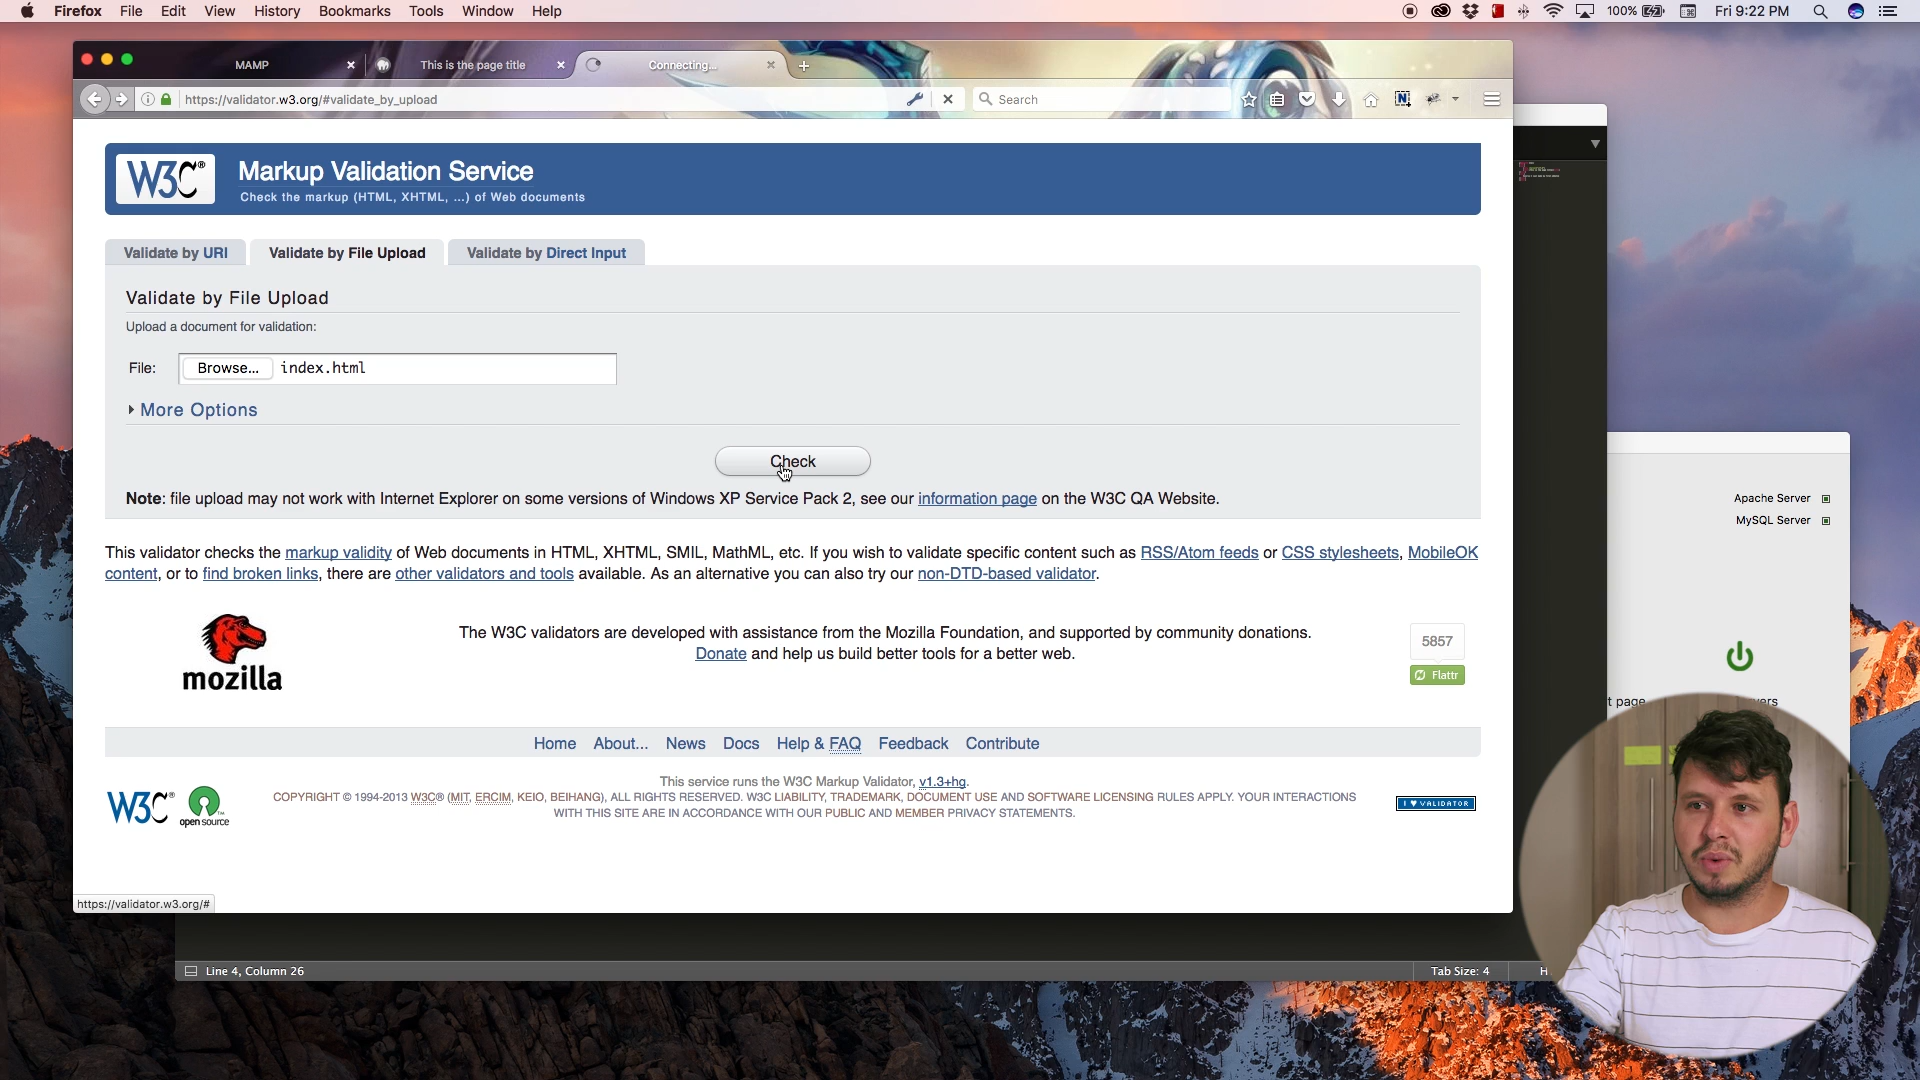 Firefox File Edit View History Bookmarks Tools Window Help 100% Fri 9:22 PM
MAMP This is the page title Connecting...
https://validator.w3.org/#validate_by_upload Search
W3C® Markup Validation Service
Check the markup (HTML, XHTML, ...) of Web documents
Validate by URI Validate by File Upload Validate by Direct Input
Validate by File Upload
Upload a document for validation:
File: Browse... index.html
More Options
Check
Note: file upload may not work with Internet Explorer on some versions of Windows XP Service Pack 2, see our information page on the W3C QA Website.
This validator checks the markup validity of Web documents in HTML, XHTML, SMIL, MathML, etc. If you wish to validate specific content such as RSS/Atom feeds or CSS stylesheets, MobileOK
content, or to find broken links, there are other validators and tools available. As an alternative you can also try our non-DTD-based validator.
mozilla
The W3C validators are developed with assistance from the Mozilla Foundation, and supported by community donations.
Donate and help us build better tools for a better web.
5857
Flattr
Home About... News Docs Help & FAQ Feedback Contribute
W3C® open source
This service runs the W3C Markup Validator, v1.3+hg.
COPYRIGHT © 1994-2013 W3C® (MIT, ERCIM, KEIO, BEIHANG), ALL RIGHTS RESERVED. W3C LIABILITY, TRADEMARK, DOCUMENT USE AND SOFTWARE LICENSING RULES APPLY. YOUR INTERACTIONS
WITH THIS SITE ARE IN ACCORDANCE WITH OUR PUBLIC AND MEMBER PRIVACY STATEMENTS.
I ♥ VALIDATOR
https://validator.w3.org/#
Apache Server
MySQL Server
t page
Line 4, Column 26 Tab Size: 4